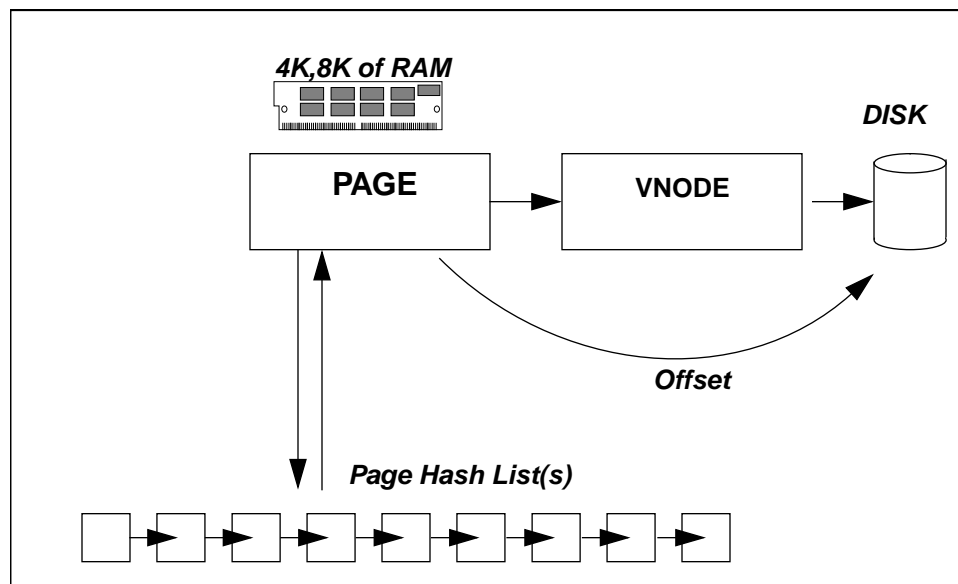 4K,8K of RAM
DISK
PAGE
VNODE
Offset
Page Hash List(s)